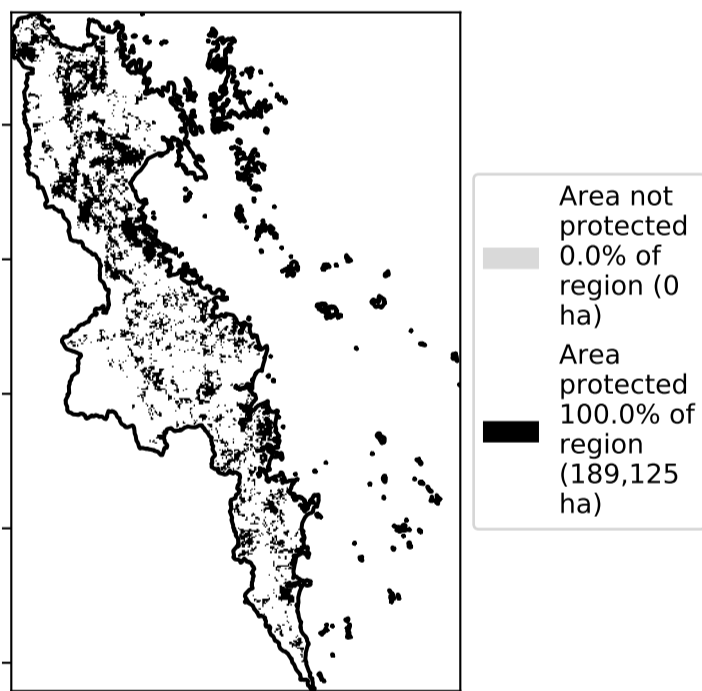 Area not
protected
0.0% of
region (0
ha)
Area
protected
100.0% of
region
(189,125
ha)